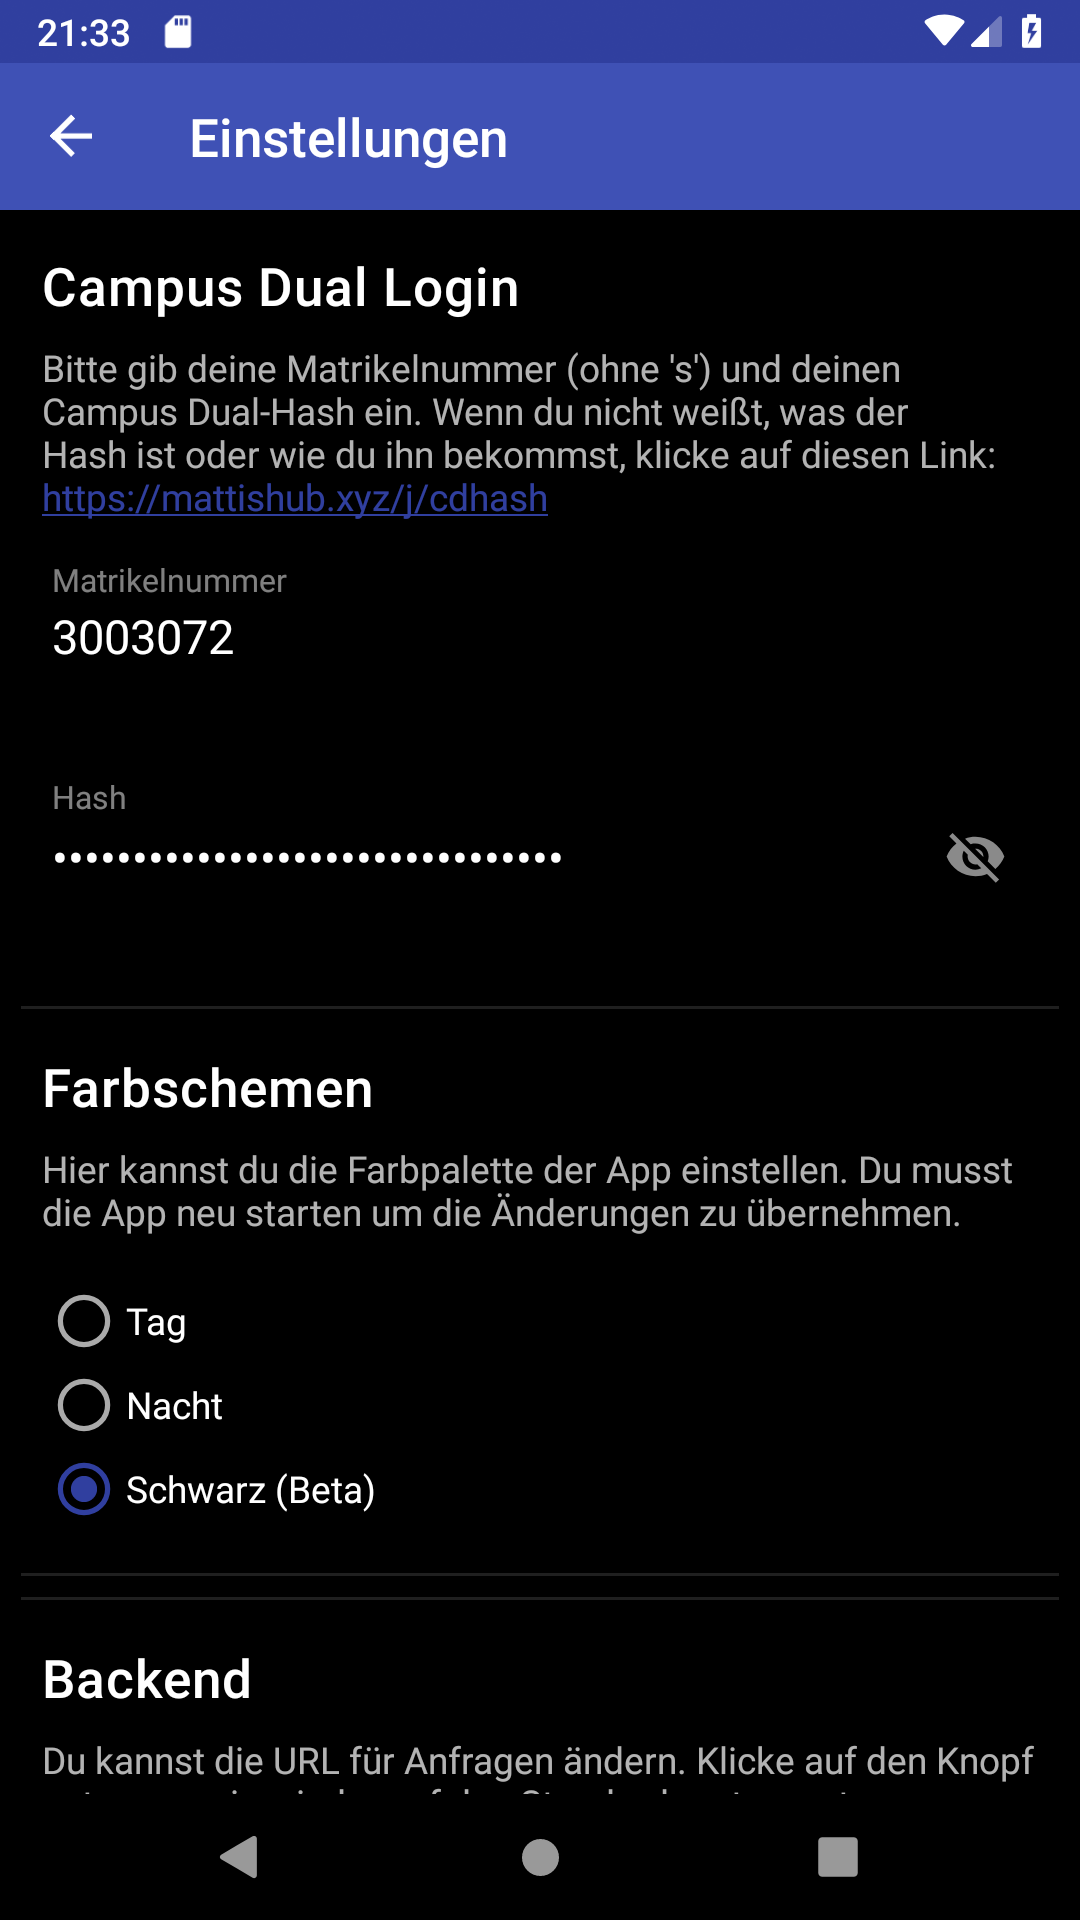 21:33
Einstellungen
Campus Dual Login
Bitte gib deine Matrikelnummer (ohne 's') und deinen
Campus Dual-Hash ein. Wenn du nicht weißt, was der
Hash ist oder wie du ihn bekommst, klicke auf diesen Link:
https://mattishub.xyz/j/cdhash
Matrikelnummer
3003072
Hash
••••••••••••••••••••••••••••••••
Farbschemen
Hier kannst du die Farbpalette der App einstellen. Du musst
die App neu starten um die Änderungen zu übernehmen.
Tag
Nacht
Schwarz (Beta)
Backend
Du kannst die URL für Anfragen ändern. Klicke auf den Knopf